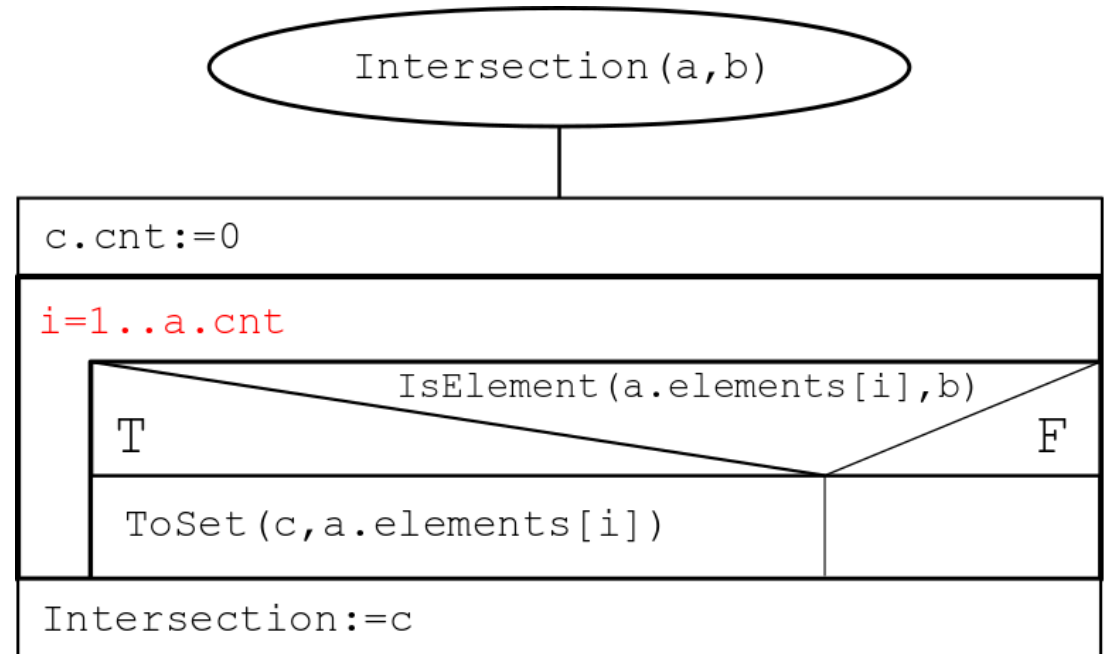 Intersection(a,b)
c.cnt:=0
i=1..a.cnt
IsElement(a.elements[i],b)
T
F
ToSet(c,a.elements[i])
Intersection:=c